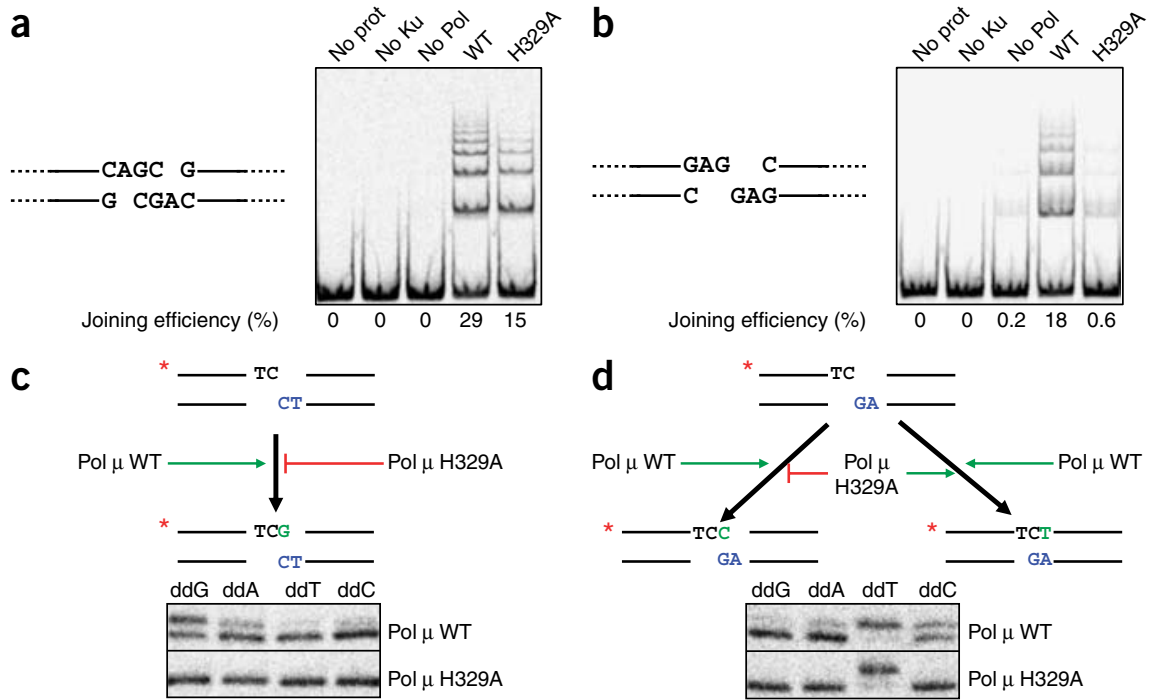 a
No prot
No Ku
No Pol
WT
H329A
CAGC G
G CGAC
Joining efficiency (%) 0 0 0 29 15
b
No prot
No Ku
No Pol
WT
H329A
GAG C
C GAG
Joining efficiency (%) 0 0 0.2 18 0.6
c
*
TC
CT
Pol μ WT
Pol μ H329A
*
TCG
CT
ddG ddA ddT ddC
Pol μ WT
Pol μ H329A
d
*
TC
GA
Pol μ WT
Pol μ
H329A
Pol μ WT
*
TCC
GA
*
TCT
GA
ddG ddA ddT ddC
Pol μ WT
Pol μ H329A